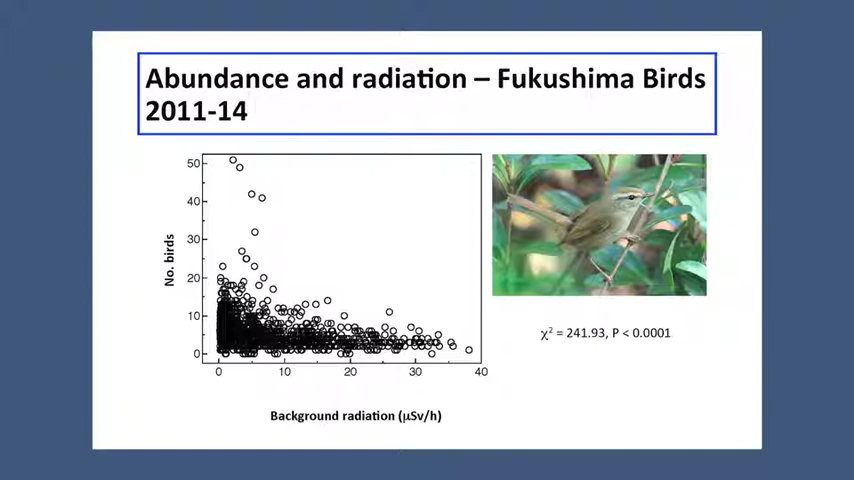 Abundance and radiation – Fukushima Birds
2011-14
50
40
30
20
10
0
No. birds
0 10 20 30 40
Background radiation (μSv/h)
χ² = 241.93, P < 0.0001